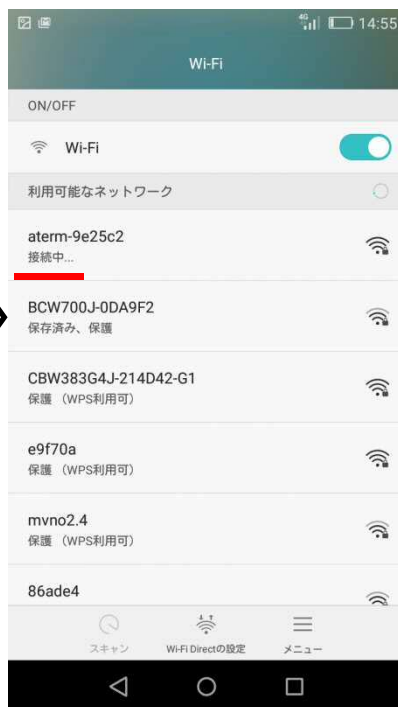 4G 14:55
Wi-Fi
ON/OFF
Wi-Fi
利用可能なネットワーク
aterm-9e25c2
接続中...
BCW700J-0DA9F2
保存済み、保護
CBW383G4J-214D42-G1
保護 （WPS利用可）
e9f70a
保護 （WPS利用可）
mvno2.4
保護 （WPS利用可）
86ade4
スキャン Wi-Fi Directの設定 メニュー